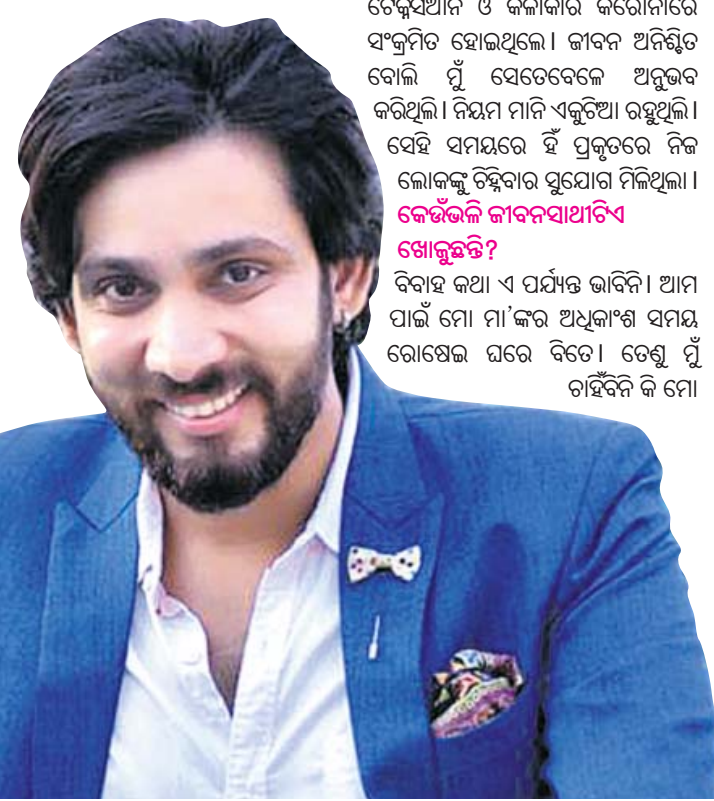 ଟେକ୍ନିସିଆନ ଓ କଳାକାର କରୋନାରେ
ସଂକ୍ରମିତ ହୋଇଥିଲେ। ଜୀବନ ଅନିଶ୍ଚିତ
ବୋଲି ମୁଁ ସେତେବେଳେ ଅନୁଭବ
କରିଥିଲି। ନିୟମ ମାନି ଏକୁଟିଆ ରହୁଥିଲି।
ସେହି ସମୟରେ ହିଁ ପ୍ରକୃତରେ ନିଜ
ଲୋକଙ୍କୁ ଚିହ୍ନିବାର ସୁଯୋଗ ମିଳିଥିଲା।
କେଉଁଭଳି ଜୀବନସାଥୀଟିଏ
ଖୋଜୁଛନ୍ତି?
ବିବାହ କଥା ଏ ପର୍ଯ୍ୟନ୍ତ ଭାବିନି। ଆମ
ପାଇଁ ମୋ ମା’ଙ୍କର ଅଧିକାଂଶ ସମୟ
ରୋଷେଇ ଘରେ ବିତେ। ତେଣୁ ମୁଁ
ଚାହିଁବିନି କି ମୋ